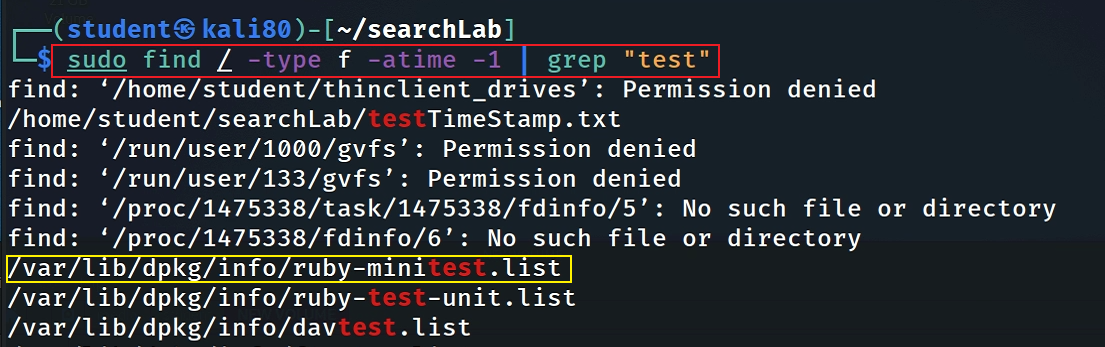 (student㉿kali80)-[~/searchLab]
$ sudo find / -type f -atime -1 | grep "test"
find: ‘/home/student/thinclient_drives’: Permission denied
/home/student/searchLab/testTimeStamp.txt
find: ‘/run/user/1000/gvfs’: Permission denied
find: ‘/run/user/133/gvfs’: Permission denied
find: ‘/proc/1475338/task/1475338/fdinfo/5’: No such file or directory
find: ‘/proc/1475338/fdinfo/6’: No such file or directory
/var/lib/dpkg/info/ruby-minitest.list
/var/lib/dpkg/info/ruby-test-unit.list
/var/lib/dpkg/info/davtest.list